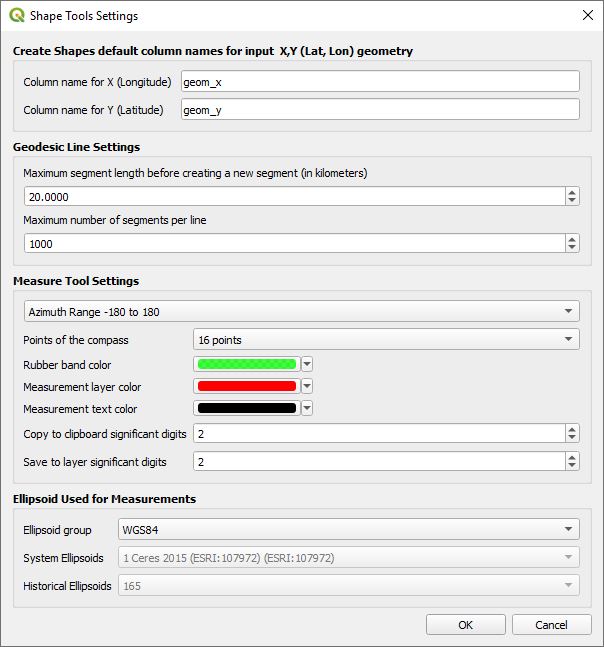 Shape Tools Settings
Create Shapes default column names for input X,Y (Lat, Lon) geometry
Column name for X (Longitude) geom_x
Column name for Y (Latitude) geom_y
Geodesic Line Settings
Maximum segment length before creating a new segment (in kilometers)
20.0000
Maximum number of segments per line
1000
Measure Tool Settings
Azimuth Range -180 to 180
Points of the compass 16 points
Rubber band color
Measurement layer color
Measurement text color
Copy to clipboard significant digits 2
Save to layer significant digits 2
Ellipsoid Used for Measurements
Ellipsoid group WGS84
System Ellipsoids 1 Ceres 2015 (ESRI:107972) (ESRI:107972)
Historical Ellipsoids 165
OK Cancel